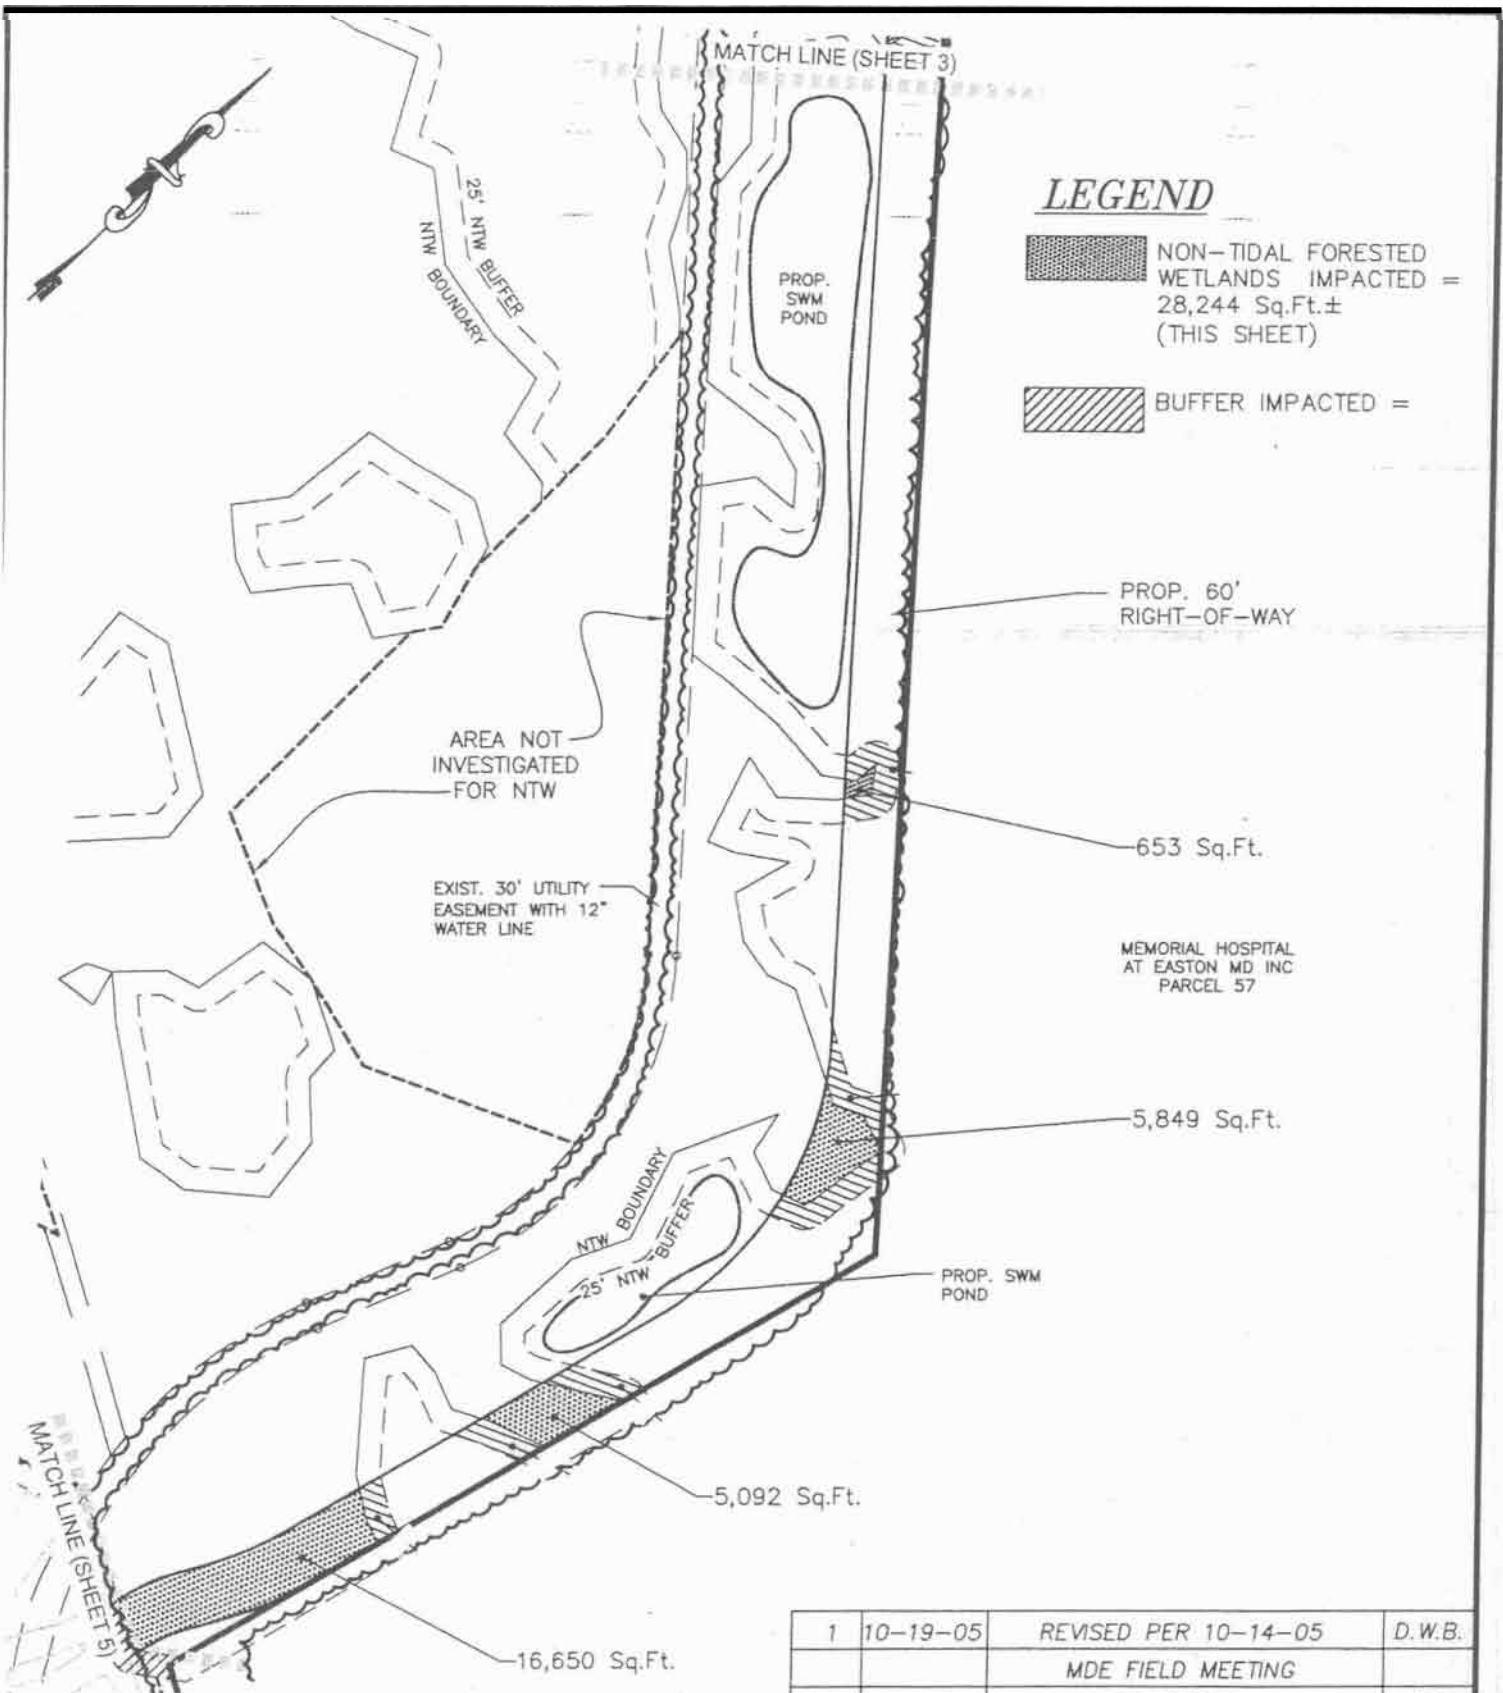 MATCH LINE (SHEET 3)
25' NTW BUFFER
NTW BOUNDARY
LEGEND
NON-TIDAL FORESTED
WETLANDS IMPACTED =
28,244 Sq.Ft.±
(THIS SHEET)
BUFFER IMPACTED =
PROP.
SWM
POND
PROP. 60'
RIGHT-OF-WAY
AREA NOT
INVESTIGATED
FOR NTW
653 Sq.Ft.
EXIST. 30' UTILITY
EASEMENT WITH 12"
WATER LINE
MEMORIAL HOSPITAL
AT EASTON MD INC
PARCEL 57
5,849 Sq.Ft.
NTW BOUNDARY
25' NTW BUFFER
PROP. SWM
POND
MATCH LINE (SHEET 5)
5,092 Sq.Ft.
16,650 Sq.Ft.
1 10-19-05 REVISED PER 10-14-05 D.W.B.
MDE FIELD MEETING